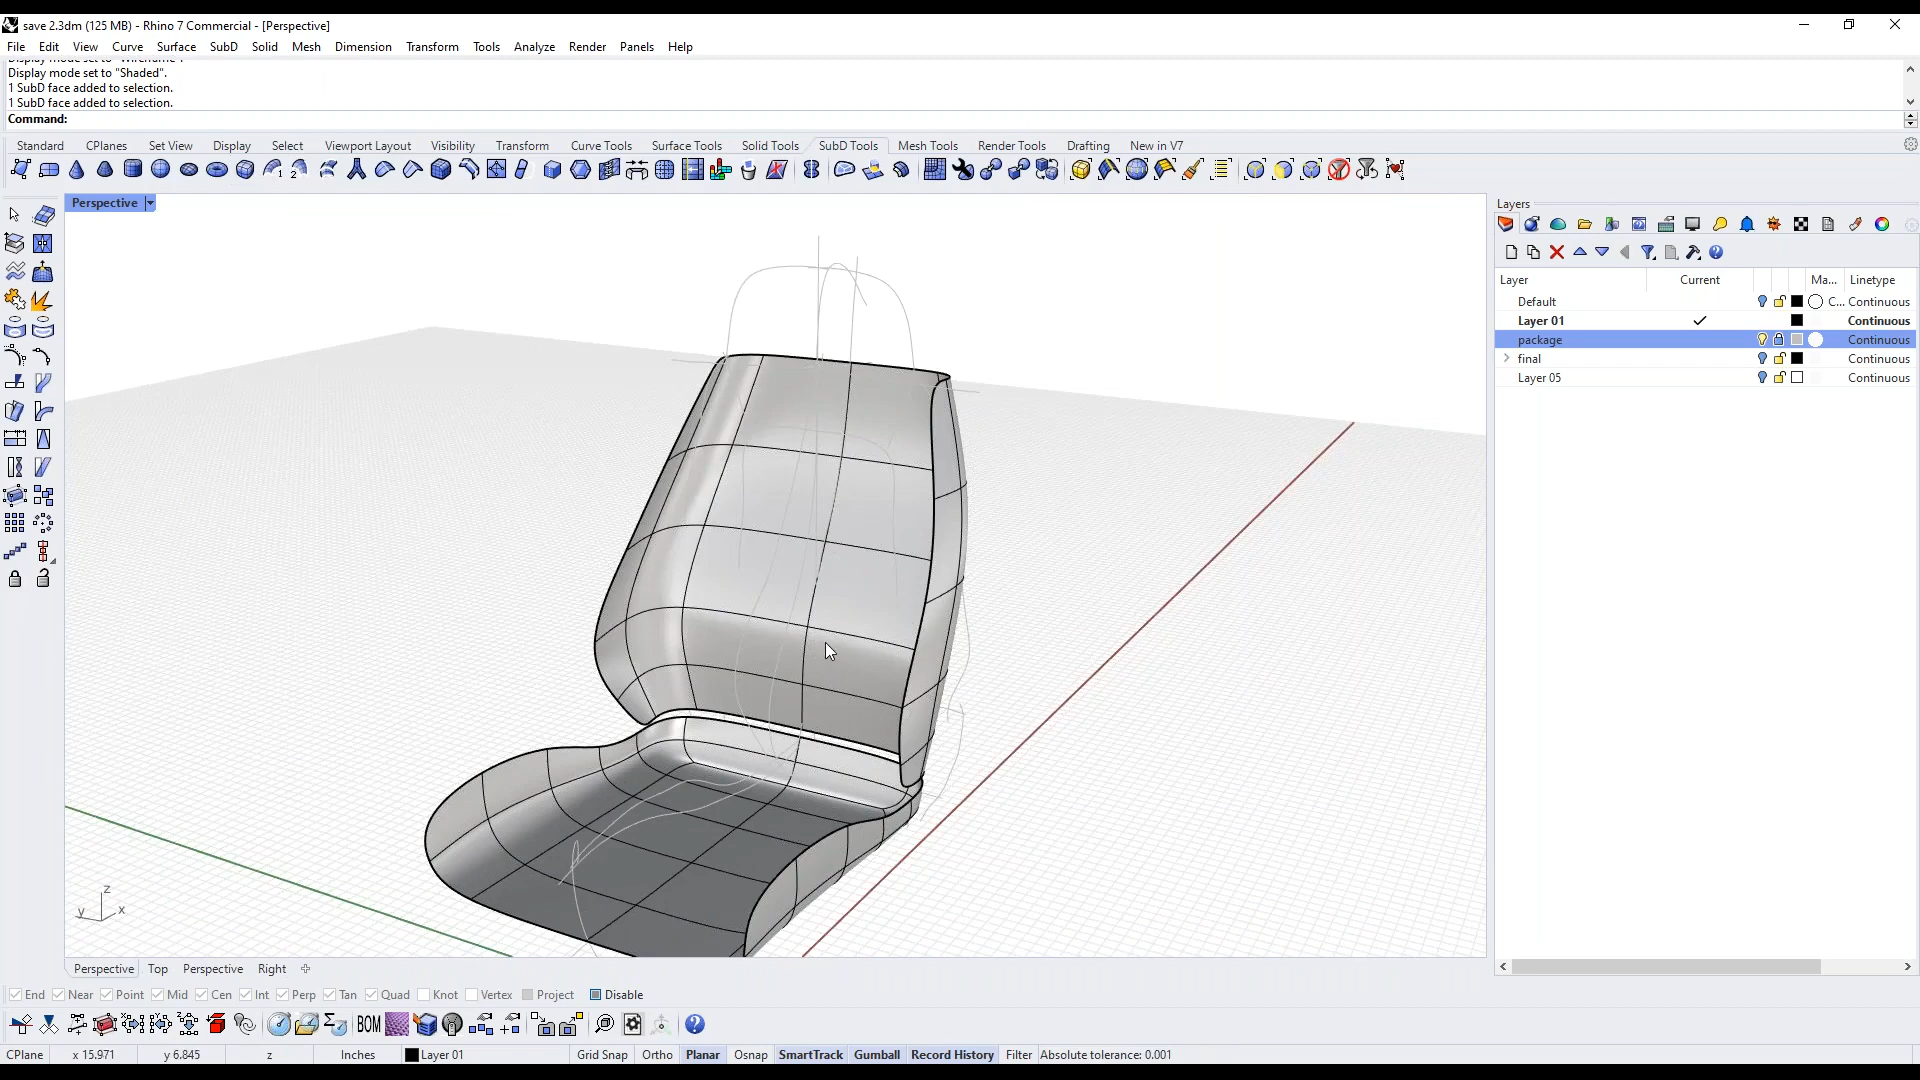 save 2.3dm (125 MB) - Rhino 7 Commercial - [Perspective]
File Edit View Curve Surface SubD Solid Mesh Dimension Transform Tools Analyze Render Panels Help
Display mode set to "Wireframe".
Display mode set to "Shaded".
1 SubD face added to selection.
1 SubD face added to selection.
Command:
Standard CPlanes Set View Display Select Viewport Layout Visibility Transform Curve Tools Surface Tools Solid Tools SubD Tools Mesh Tools Render Tools Drafting New in V7
Perspective
Layers
Layer Current Ma... Linetype
Default C... Continuous
Layer 01 Continuous
package Continuous
final Continuous
Layer 05 Continuous
z
y x
Perspective Top Perspective Right
End Near Point Mid Cen Int Perp Tan Quad Knot Vertex Project Disable
BOM
CPlane x 15.971 y 6.845 z Inches Layer 01 Grid Snap Ortho Planar Osnap SmartTrack Gumball Record History Filter Absolute tolerance: 0.001